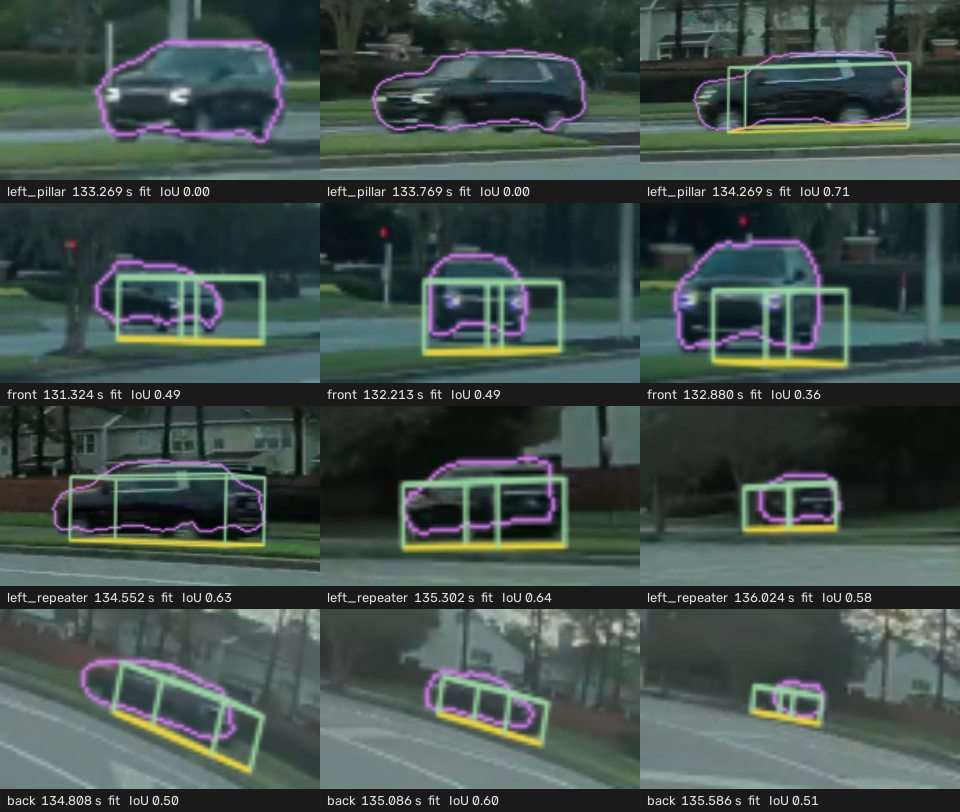 left_pillar 133.269 s fit IoU 0.00
left_pillar 133.769 s fit IoU 0.00
left_pillar 134.269 s fit IoU 0.71
front 131.324 s fit IoU 0.49
front 132.213 s fit IoU 0.49
front 132.880 s fit IoU 0.36
left_repeater 134.552 s fit IoU 0.63
left_repeater 135.302 s fit IoU 0.64
left_repeater 136.024 s fit IoU 0.58
back 134.808 s fit IoU 0.50
back 135.086 s fit IoU 0.60
back 135.586 s fit IoU 0.51